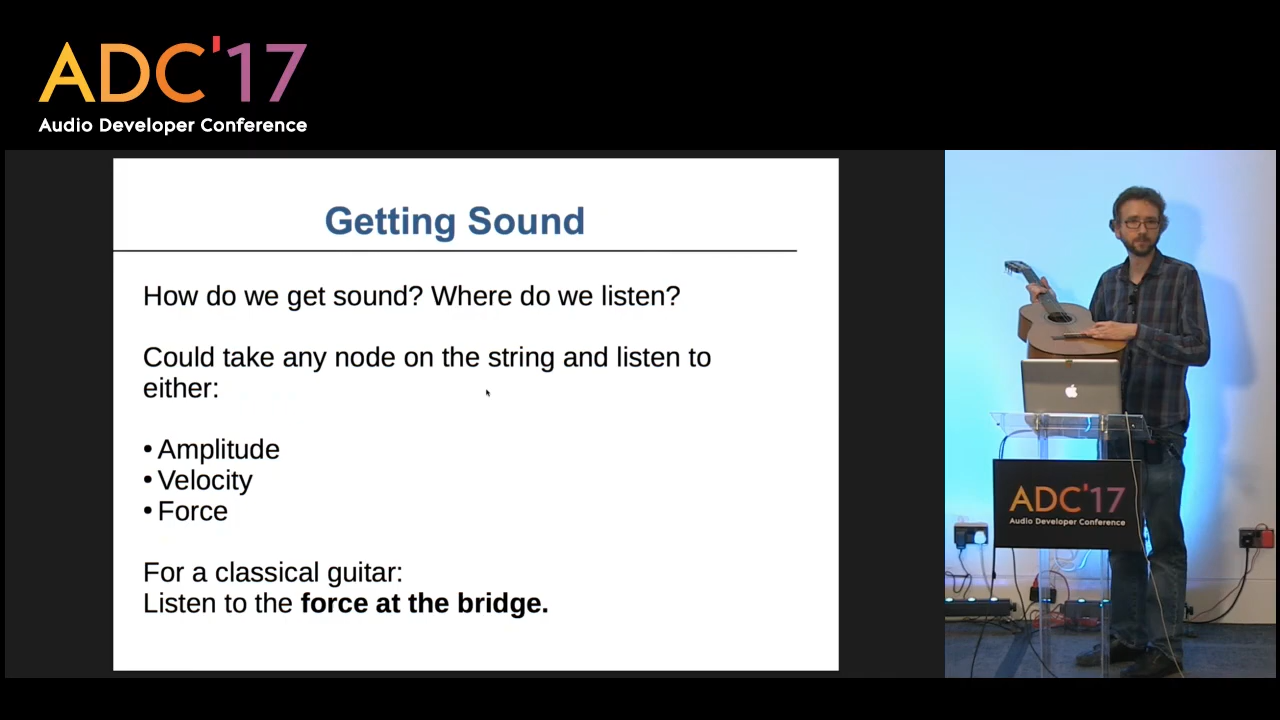 ADC'17
Audio Developer Conference
Getting Sound
How do we get sound? Where do we listen?
Could take any node on the string and listen to
either:
• Amplitude
• Velocity
• Force
For a classical guitar:
Listen to the force at the bridge.
ADC'17
Audio Developer Conference